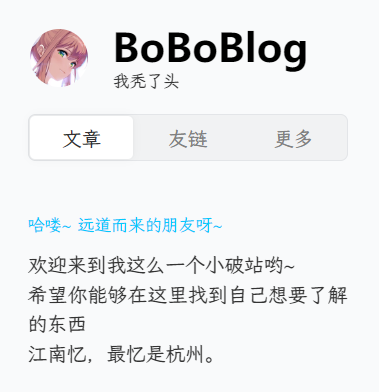 BoBoBlog
我秃了头
文章
友链
更多
哈喽~ 远道而来的朋友呀~
欢迎来到我这么一个小破站哟~
希望你能够在这里找到自己想要了解
的东西
江南忆，最忆是杭州。